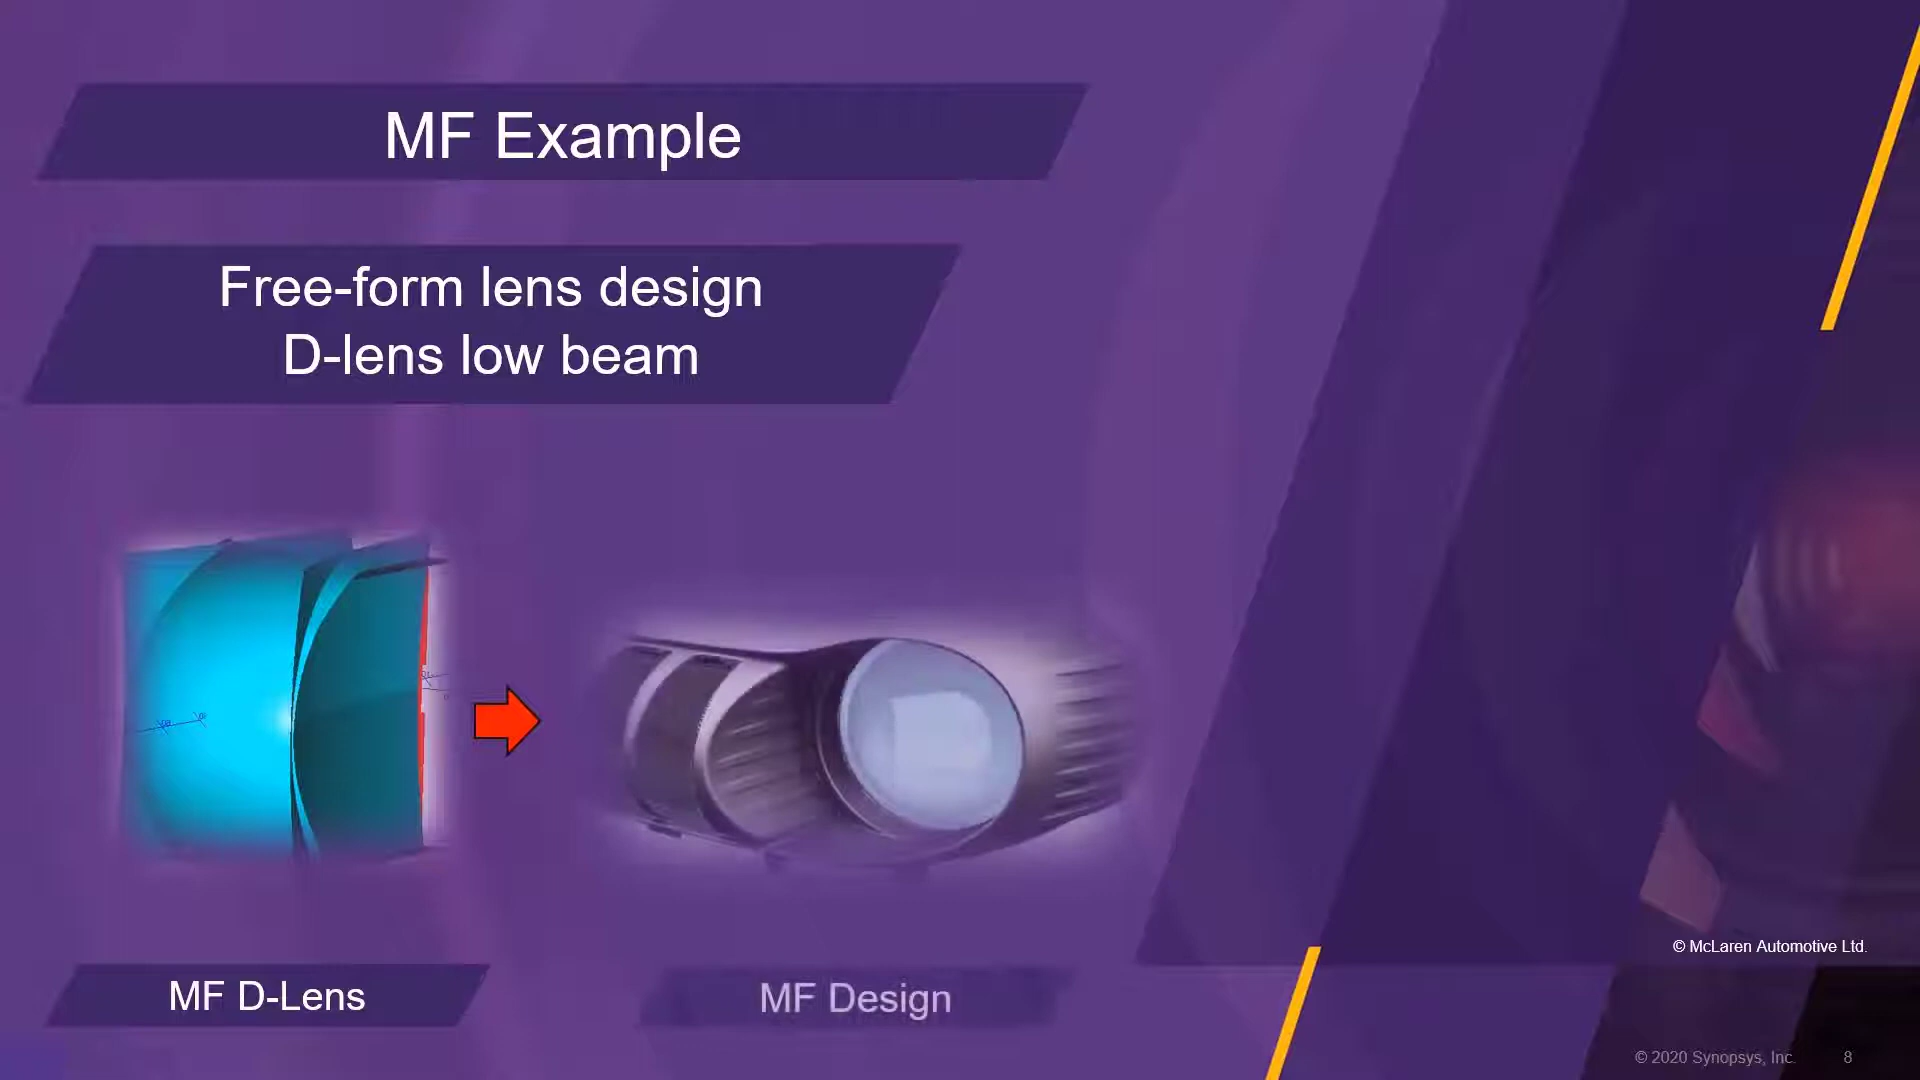 MF Example
Free-form lens design
D-lens low beam
MF D-Lens
MF Design
© McLaren Automotive Ltd.
© 2020 Synopsys, Inc.
8